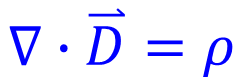 ∇ · D⃗ = ρ